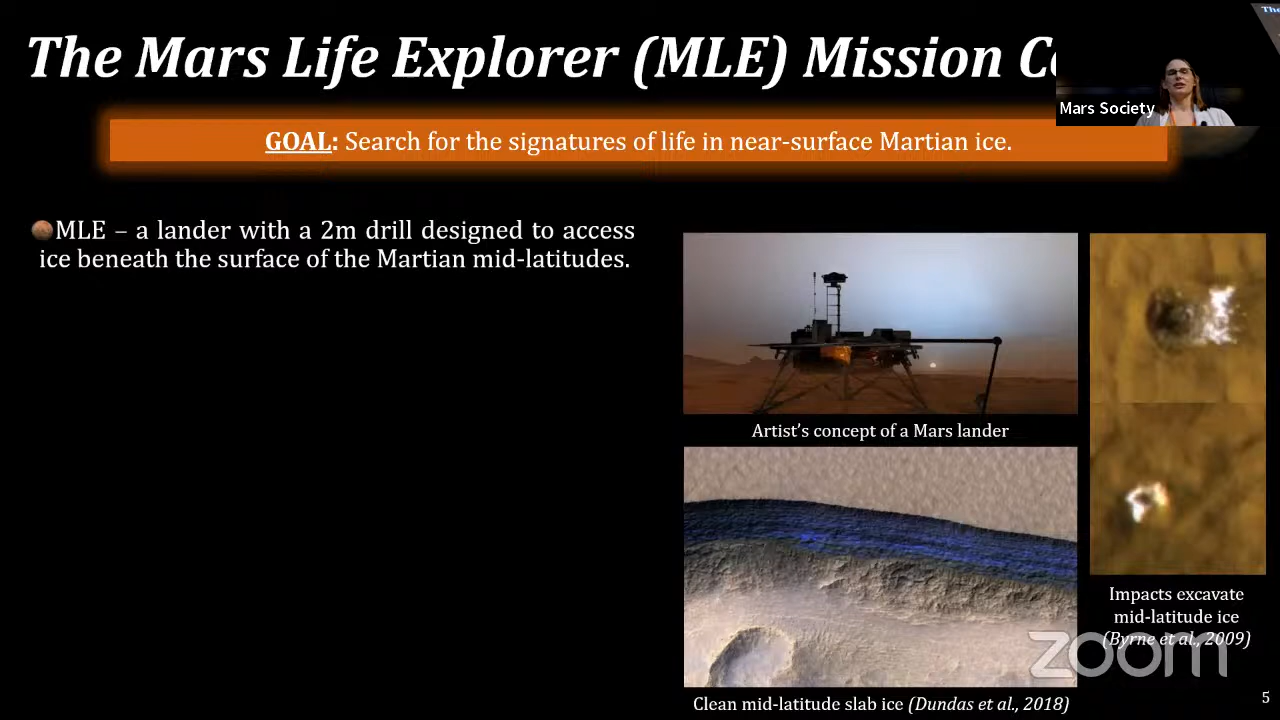 The Mars Life Explorer (MLE) Mission
Mars Society
GOAL: Search for the signatures of life in near-surface Martian ice.
MLE – a lander with a 2m drill designed to access
ice beneath the surface of the Martian mid-latitudes.
Artist's concept of a Mars lander
Impacts excavate
mid-latitude ice
(Byrne et al., 2009)
zoom
Clean mid-latitude slab ice (Dundas et al., 2018)
5